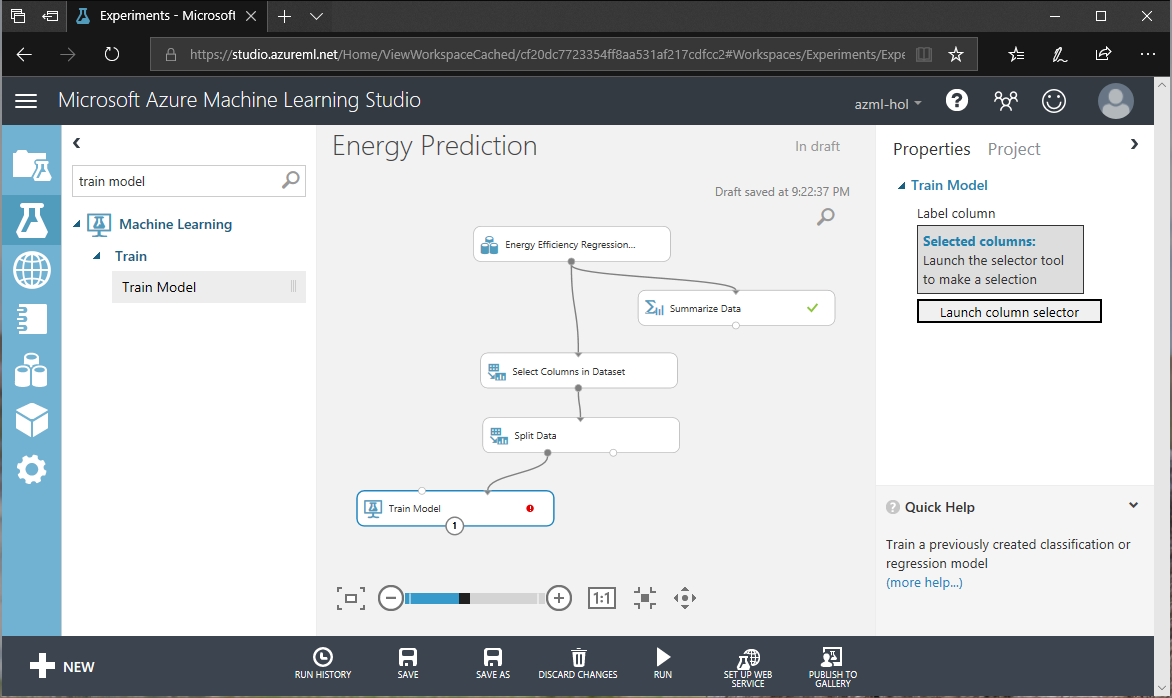 Experiments - Microsoft
https://studio.azureml.net/Home/ViewWorkspaceCached/cf20dc7723354ff8aa531af217cdfcc2#Workspaces/Experiments/Expe
Microsoft Azure Machine Learning Studio
azml-hol
?
train model
Machine Learning
Train
Train Model
Energy Prediction
In draft
Draft saved at 9:22:37 PM
Energy Efficiency Regression...
Summarize Data
Select Columns in Dataset
Split Data
Train Model
1
1:1
Properties
Project
Train Model
Label column
Selected columns:
Launch the selector tool
to make a selection
Launch column selector
? Quick Help
Train a previously created classification or
regression model
(more help...)
NEW
RUN HISTORY
SAVE
SAVE AS
DISCARD CHANGES
RUN
SET UP WEB
SERVICE
PUBLISH TO
GALLERY